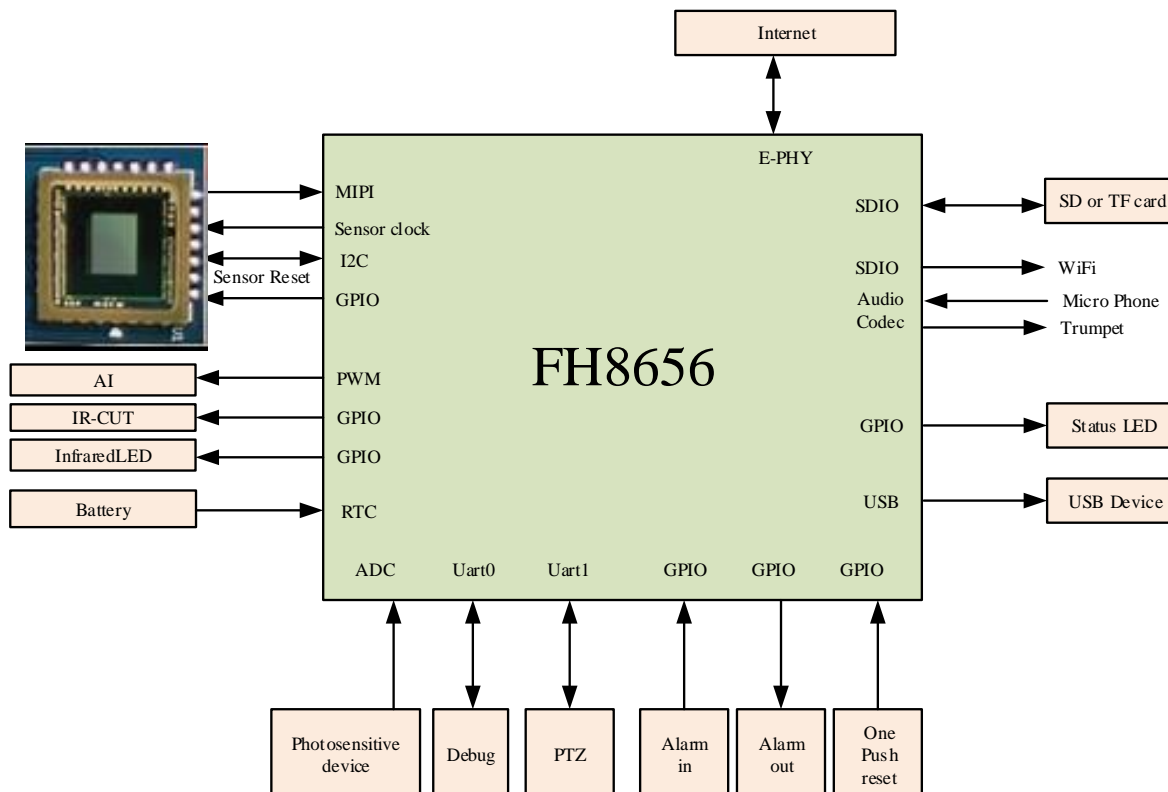 Internet
E-PHY
MIPI
Sensor clock
I2C
Sensor Reset
GPIO
SDIO
SD or TF card
SDIO
WiFi
Audio
Codec
Micro Phone
Trumpet
FH8656
AI
PWM
IR-CUT
GPIO
InfraredLED
GPIO
Battery
RTC
GPIO
Status LED
USB
USB Device
ADC
Uart0
Uart1
GPIO
GPIO
GPIO
Photosensitive
device
Debug
PTZ
Alarm
in
Alarm
out
One
Push
reset